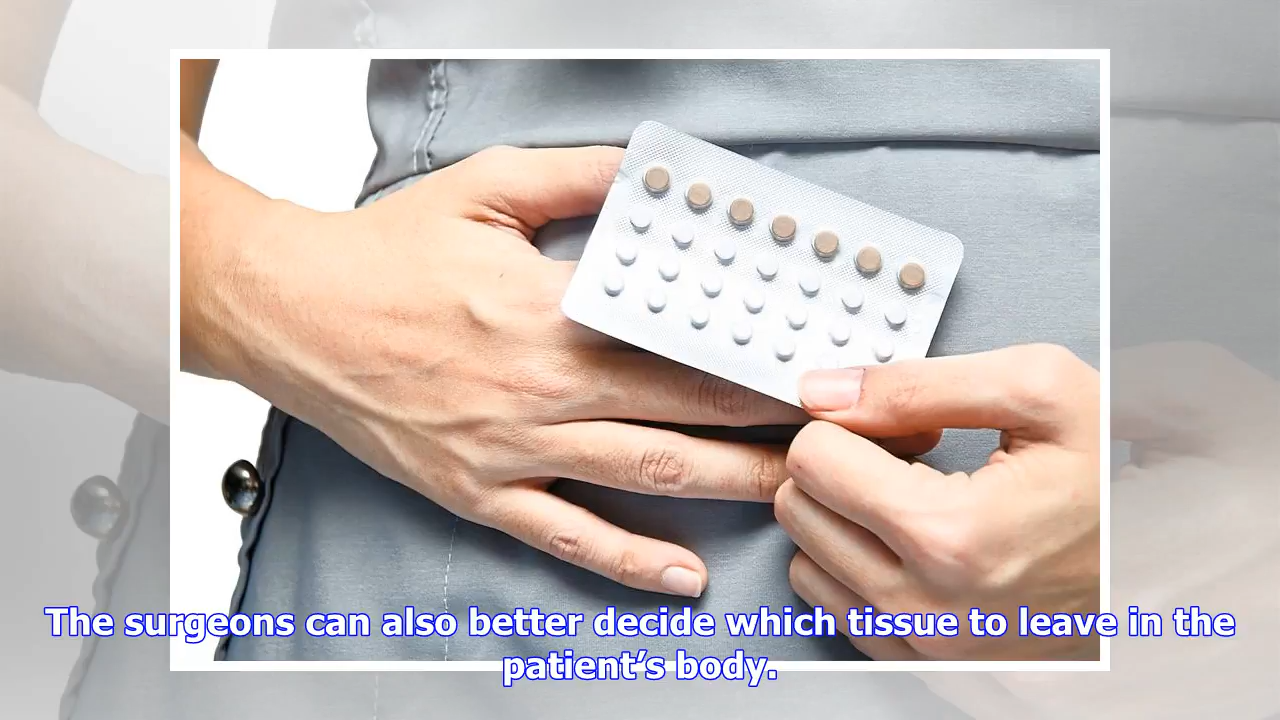 The surgeons can also better decide which tissue to leave in the
patient’s body.